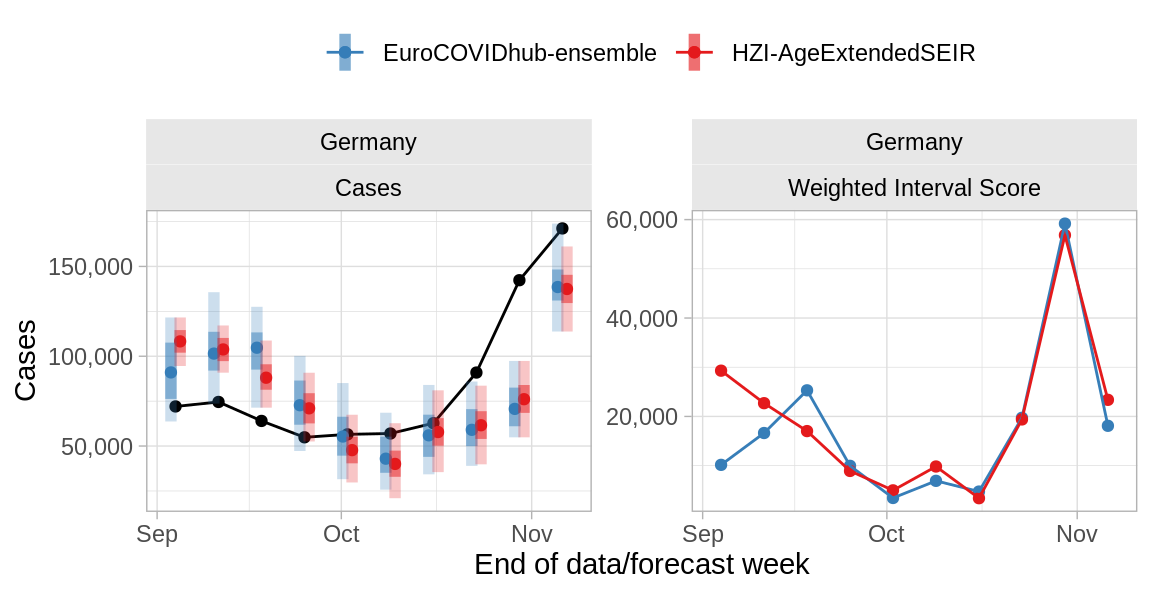 EuroCOVIDhub-ensemble HZI-AgeExtendedSEIR
Germany Germany
Cases Weighted Interval Score
Cases
150,000
100,000
50,000
60,000
40,000
20,000
Sep Oct Nov Sep Oct Nov
End of data/forecast week